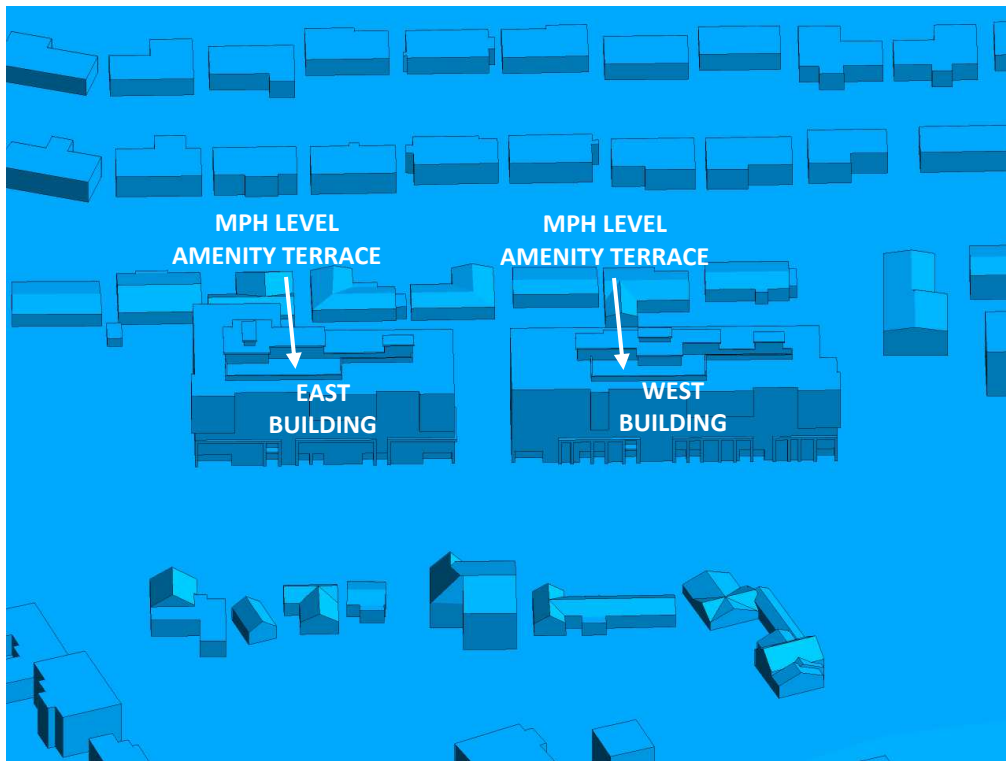 MPH LEVEL
AMENITY TERRACE
MPH LEVEL
AMENITY TERRACE
EAST
BUILDING
WEST
BUILDING